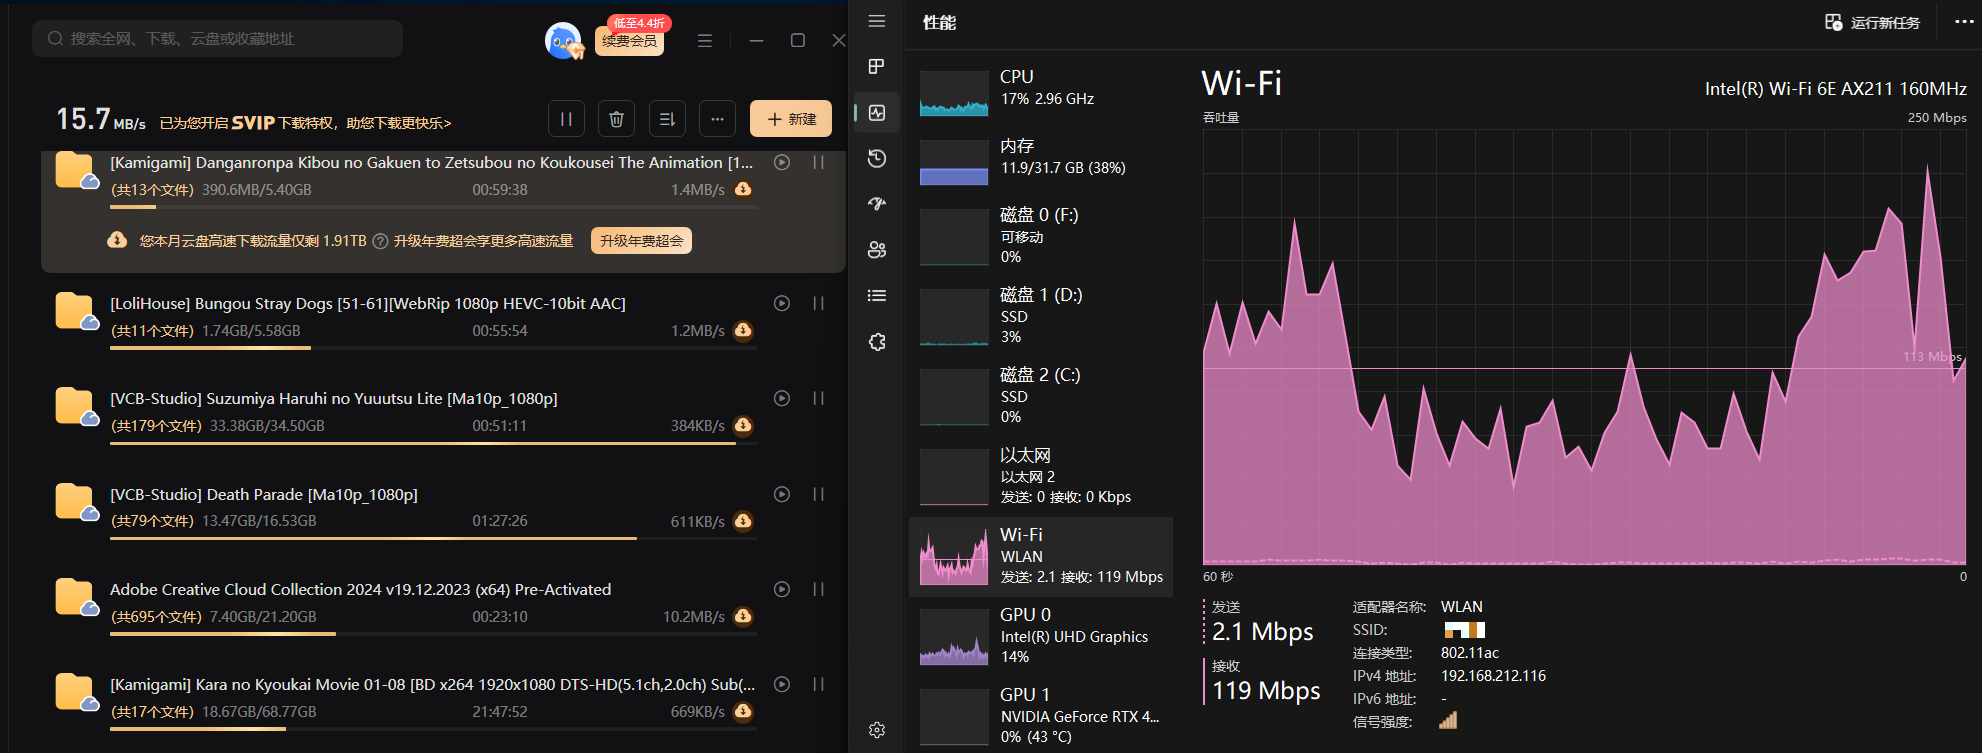 搜索全网、下载、云盘或收藏地址
低至4.4折
续费会员
15.7 MB/s 已为您开启 SVIP 下载特权，助您下载更快乐>
新建
[Kamigami] Danganronpa Kibou no Gakuen to Zetsubou no Koukousei The Animation [1...
(共13个文件) 390.6MB/5.40GB 00:59:38 1.4MB/s
您本月云盘高速下载流量仅剩 1.91TB ? 升级年费超会享更多高速流量 升级年费超会
[LoliHouse] Bungou Stray Dogs [51-61][WebRip 1080p HEVC-10bit AAC]
(共11个文件) 1.74GB/5.58GB 00:55:54 1.2MB/s
[VCB-Studio] Suzumiya Haruhi no Yuuutsu Lite [Ma10p_1080p]
(共179个文件) 33.38GB/34.50GB 00:51:11 384KB/s
[VCB-Studio] Death Parade [Ma10p_1080p]
(共79个文件) 13.47GB/16.53GB 01:27:26 611KB/s
Adobe Creative Cloud Collection 2024 v19.12.2023 (x64) Pre-Activated
(共695个文件) 7.40GB/21.20GB 00:23:10 10.2MB/s
[Kamigami] Kara no Kyoukai Movie 01-08 [BD x264 1920x1080 DTS-HD(5.1ch,2.0ch) Sub(...
(共17个文件) 18.67GB/68.77GB 21:47:52 669KB/s
性能
运行新任务
CPU
17% 2.96 GHz
内存
11.9/31.7 GB (38%)
磁盘 0 (F:)
可移动
0%
磁盘 1 (D:)
SSD
3%
磁盘 2 (C:)
SSD
0%
以太网
以太网 2
发送: 0 接收: 0 Kbps
Wi-Fi
WLAN
发送: 2.1 接收: 119 Mbps
GPU 0
Intel(R) UHD Graphics
14%
GPU 1
NVIDIA GeForce RTX 4...
0% (43 °C)
Wi-Fi
Intel(R) Wi-Fi 6E AX211 160MHz
吞吐量
250 Mbps
113 Mbps
60 秒
0
发送
2.1 Mbps
接收
119 Mbps
适配器名称: WLAN
SSID:
连接类型: 802.11ac
IPv4 地址: 192.168.212.116
IPv6 地址: -
信号强度: